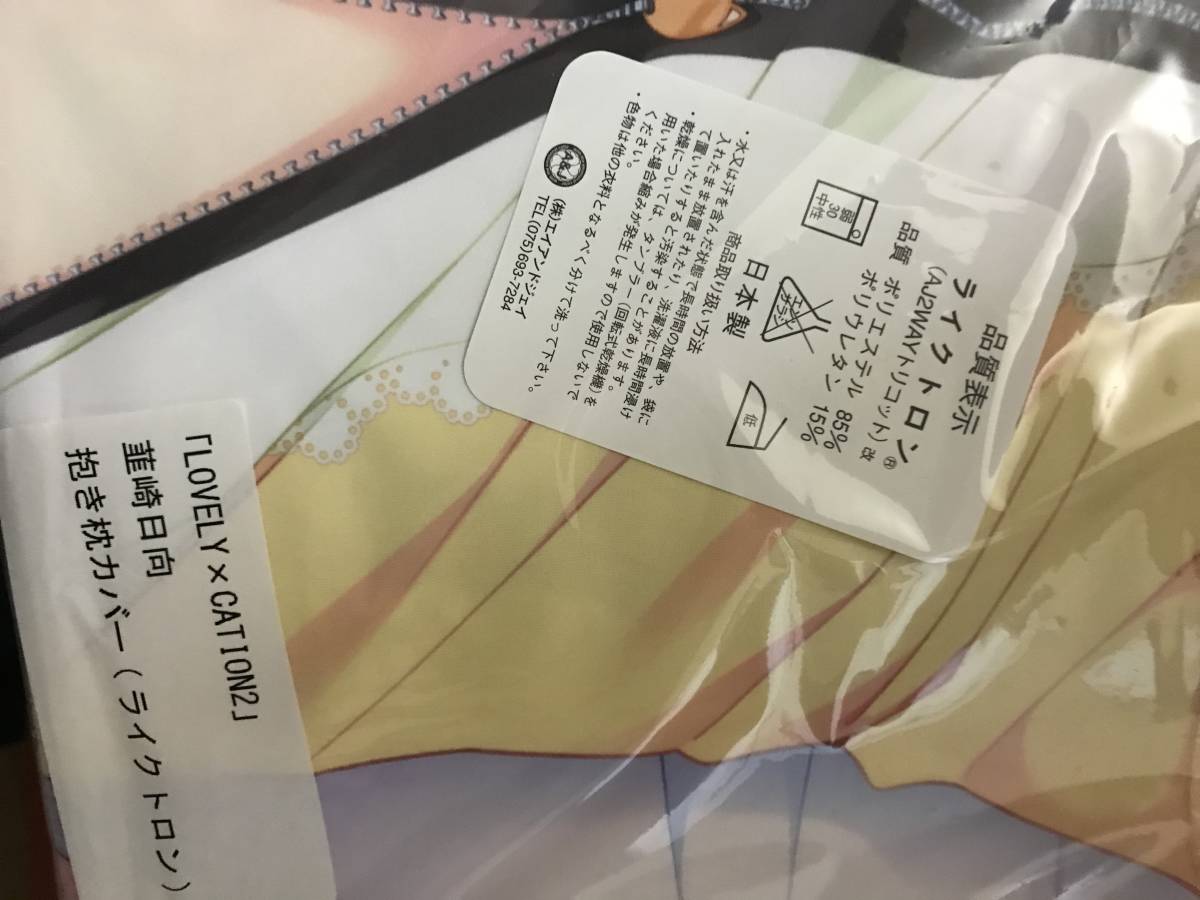 品質表示
ライクトロン®
(AJ2WAYトリコット)改
品質 ポリエステル 85%
ポリウレタン 15%
30
中性
エンソ
サラシ
低
日本製
商品取り扱い方法
・水又は汗を含んだ状態で長時間の放置や、袋に
入れたまま放置されたり、洗濯液に長時間浸け
て置いたりすると汚染することがあります。
・乾燥については、タンブラー(回転式乾燥機)を
用いた場合縮みが発生しますので使用しないで
ください。
・色物は他の衣料となるべく分けて洗って下さい。
A&J
(株)エイアンドジェイ
TEL(075)693-7284
「LOVELY×CATION2」
韮崎日向
抱き枕カバー(ライクトロン)